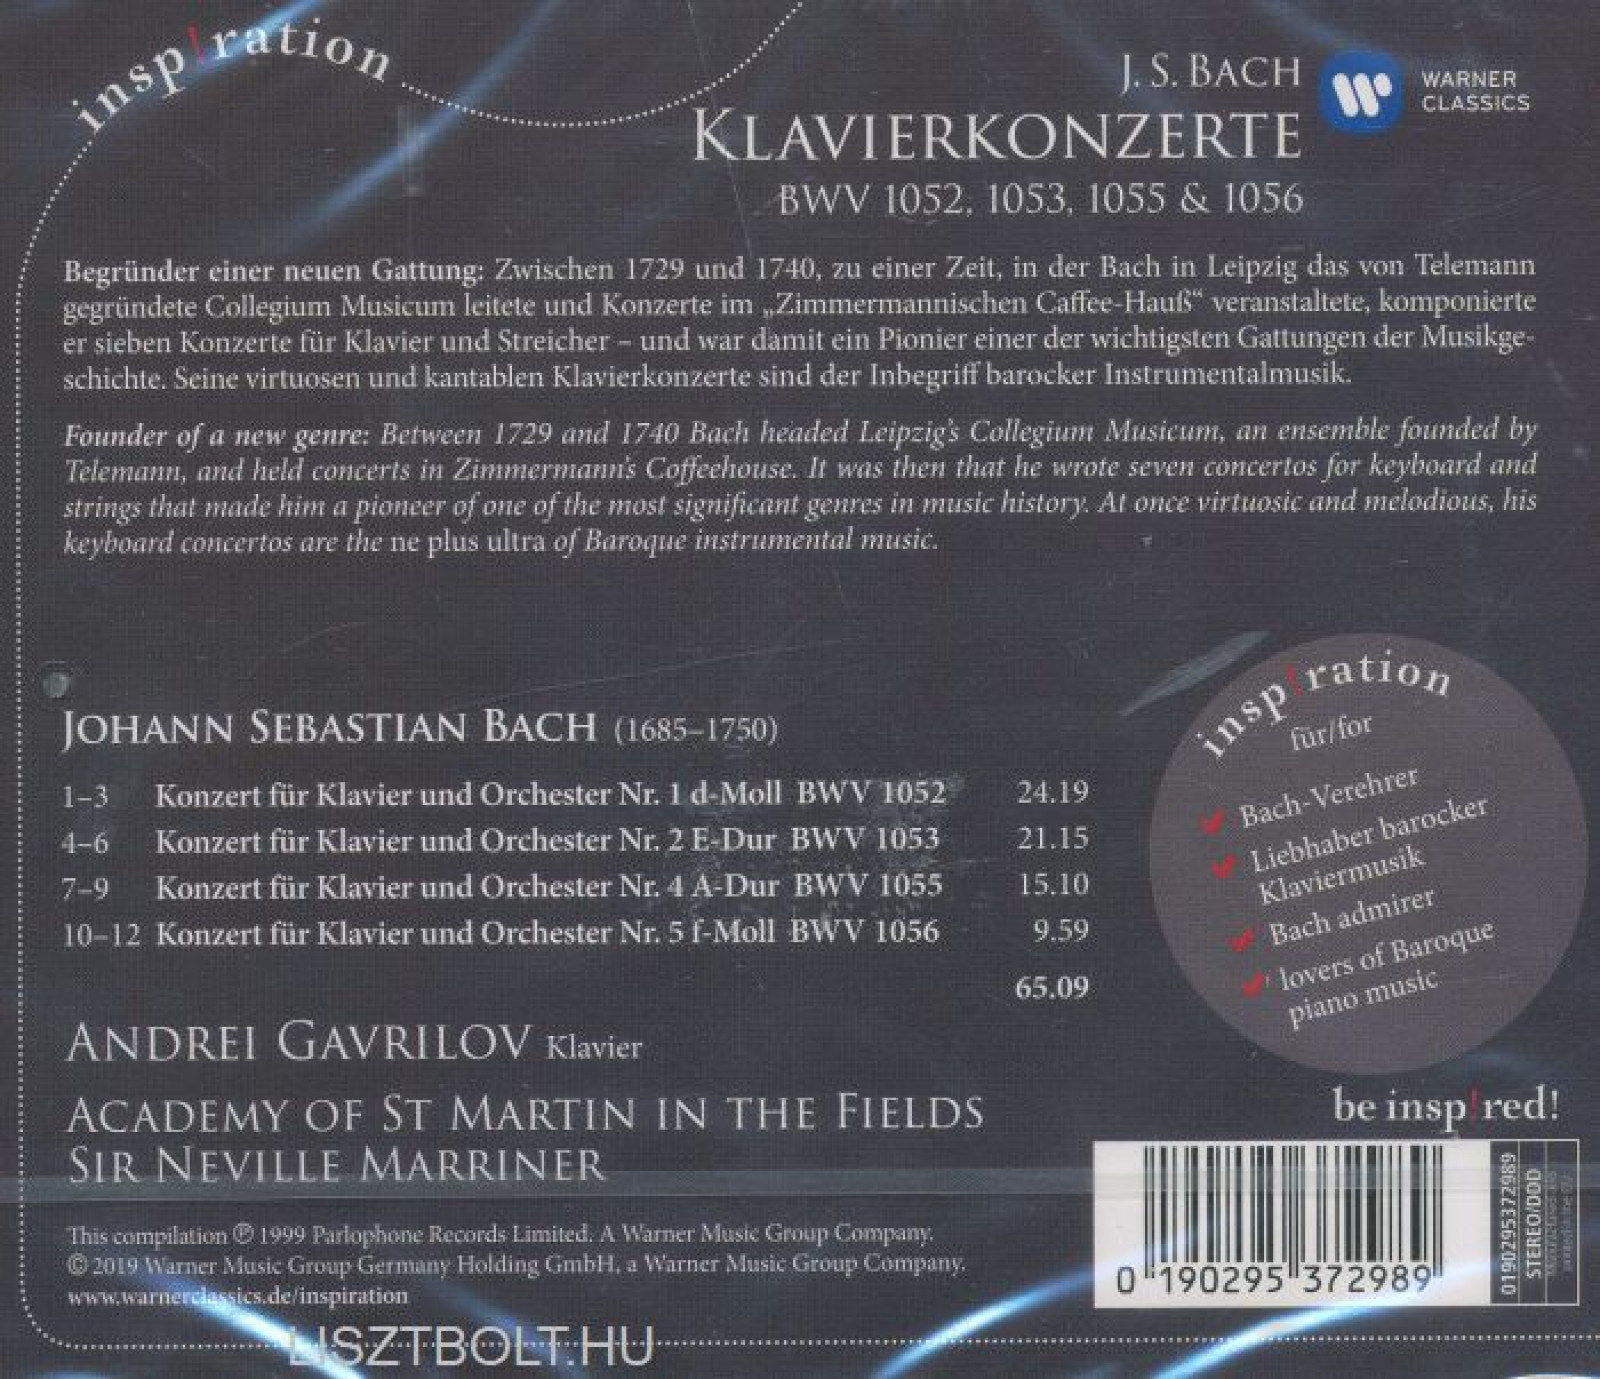 insp!ration
J. S. BACH
KLAVIERKONZERTE
BWV 1052, 1053, 1055 & 1056
WARNER
CLASSICS
Begründer einer neuen Gattung: Zwischen 1729 und 1740, zu einer Zeit, in der Bach in Leipzig das von Telemann
gegründete Collegium Musicum leitete und Konzerte im „Zimmermannischen Caffee-Hauß“ veranstaltete, komponierte
er sieben Konzerte für Klavier und Streicher – und war damit ein Pionier einer der wichtigsten Gattungen der Musikge-
schichte. Seine virtuosen und kantablen Klavierkonzerte sind der Inbegriff barocker Instrumentalmusik.
Founder of a new genre: Between 1729 and 1740 Bach headed Leipzig's Collegium Musicum, an ensemble founded by
Telemann, and held concerts in Zimmermann's Coffeehouse. It was then that he wrote seven concertos for keyboard and
strings that made him a pioneer of one of the most significant genres in music history. At once virtuosic and melodious, his
keyboard concertos are the ne plus ultra of Baroque instrumental music.
JOHANN SEBASTIAN BACH (1685–1750)
1–3 Konzert für Klavier und Orchester Nr. 1 d-Moll BWV 1052 24.19
4–6 Konzert für Klavier und Orchester Nr. 2 E-Dur BWV 1053 21.15
7–9 Konzert für Klavier und Orchester Nr. 4 A-Dur BWV 1055 15.10
10–12 Konzert für Klavier und Orchester Nr. 5 f-Moll BWV 1056 9.59
65.09
ANDREI GAVRILOV Klavier
ACADEMY OF ST MARTIN IN THE FIELDS
SIR NEVILLE MARRINER
This compilation ℗ 1999 Parlophone Records Limited. A Warner Music Group Company.
© 2019 Warner Music Group Germany Holding GmbH, a Warner Music Group Company.
www.warnerclassics.de/inspiration
insp!ration
für/for
Bach-Verehrer
Liebhaber barocker
Klaviermusik
Bach admirer
lovers of Baroque
piano music
be insp!red!
0 190295 372989
0190295372989
STEREO/DDD
LISZTBOLT.HU